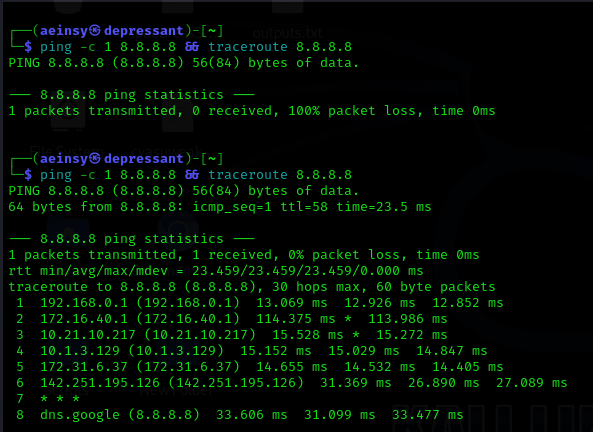 ┌──(aeinsy㉿depressant)-[~]
└─$ ping -c 1 8.8.8.8 && traceroute 8.8.8.8
PING 8.8.8.8 (8.8.8.8) 56(84) bytes of data.
--- 8.8.8.8 ping statistics ---
1 packets transmitted, 0 received, 100% packet loss, time 0ms
┌──(aeinsy㉿depressant)-[~]
└─$ ping -c 1 8.8.8.8 && traceroute 8.8.8.8
PING 8.8.8.8 (8.8.8.8) 56(84) bytes of data.
64 bytes from 8.8.8.8: icmp_seq=1 ttl=58 time=23.5 ms
--- 8.8.8.8 ping statistics ---
1 packets transmitted, 1 received, 0% packet loss, time 0ms
rtt min/avg/max/mdev = 23.459/23.459/23.459/0.000 ms
traceroute to 8.8.8.8 (8.8.8.8), 30 hops max, 60 byte packets
1 192.168.0.1 (192.168.0.1) 13.069 ms 12.926 ms 12.852 ms
2 172.16.40.1 (172.16.40.1) 114.375 ms * 113.986 ms
3 10.21.10.217 (10.21.10.217) 15.528 ms * 15.272 ms
4 10.1.3.129 (10.1.3.129) 15.152 ms 15.029 ms 14.847 ms
5 172.31.6.37 (172.31.6.37) 14.655 ms 14.532 ms 14.405 ms
6 142.251.195.126 (142.251.195.126) 31.369 ms 26.890 ms 27.089 ms
7 * * *
8 dns.google (8.8.8.8) 33.606 ms 31.099 ms 33.477 ms